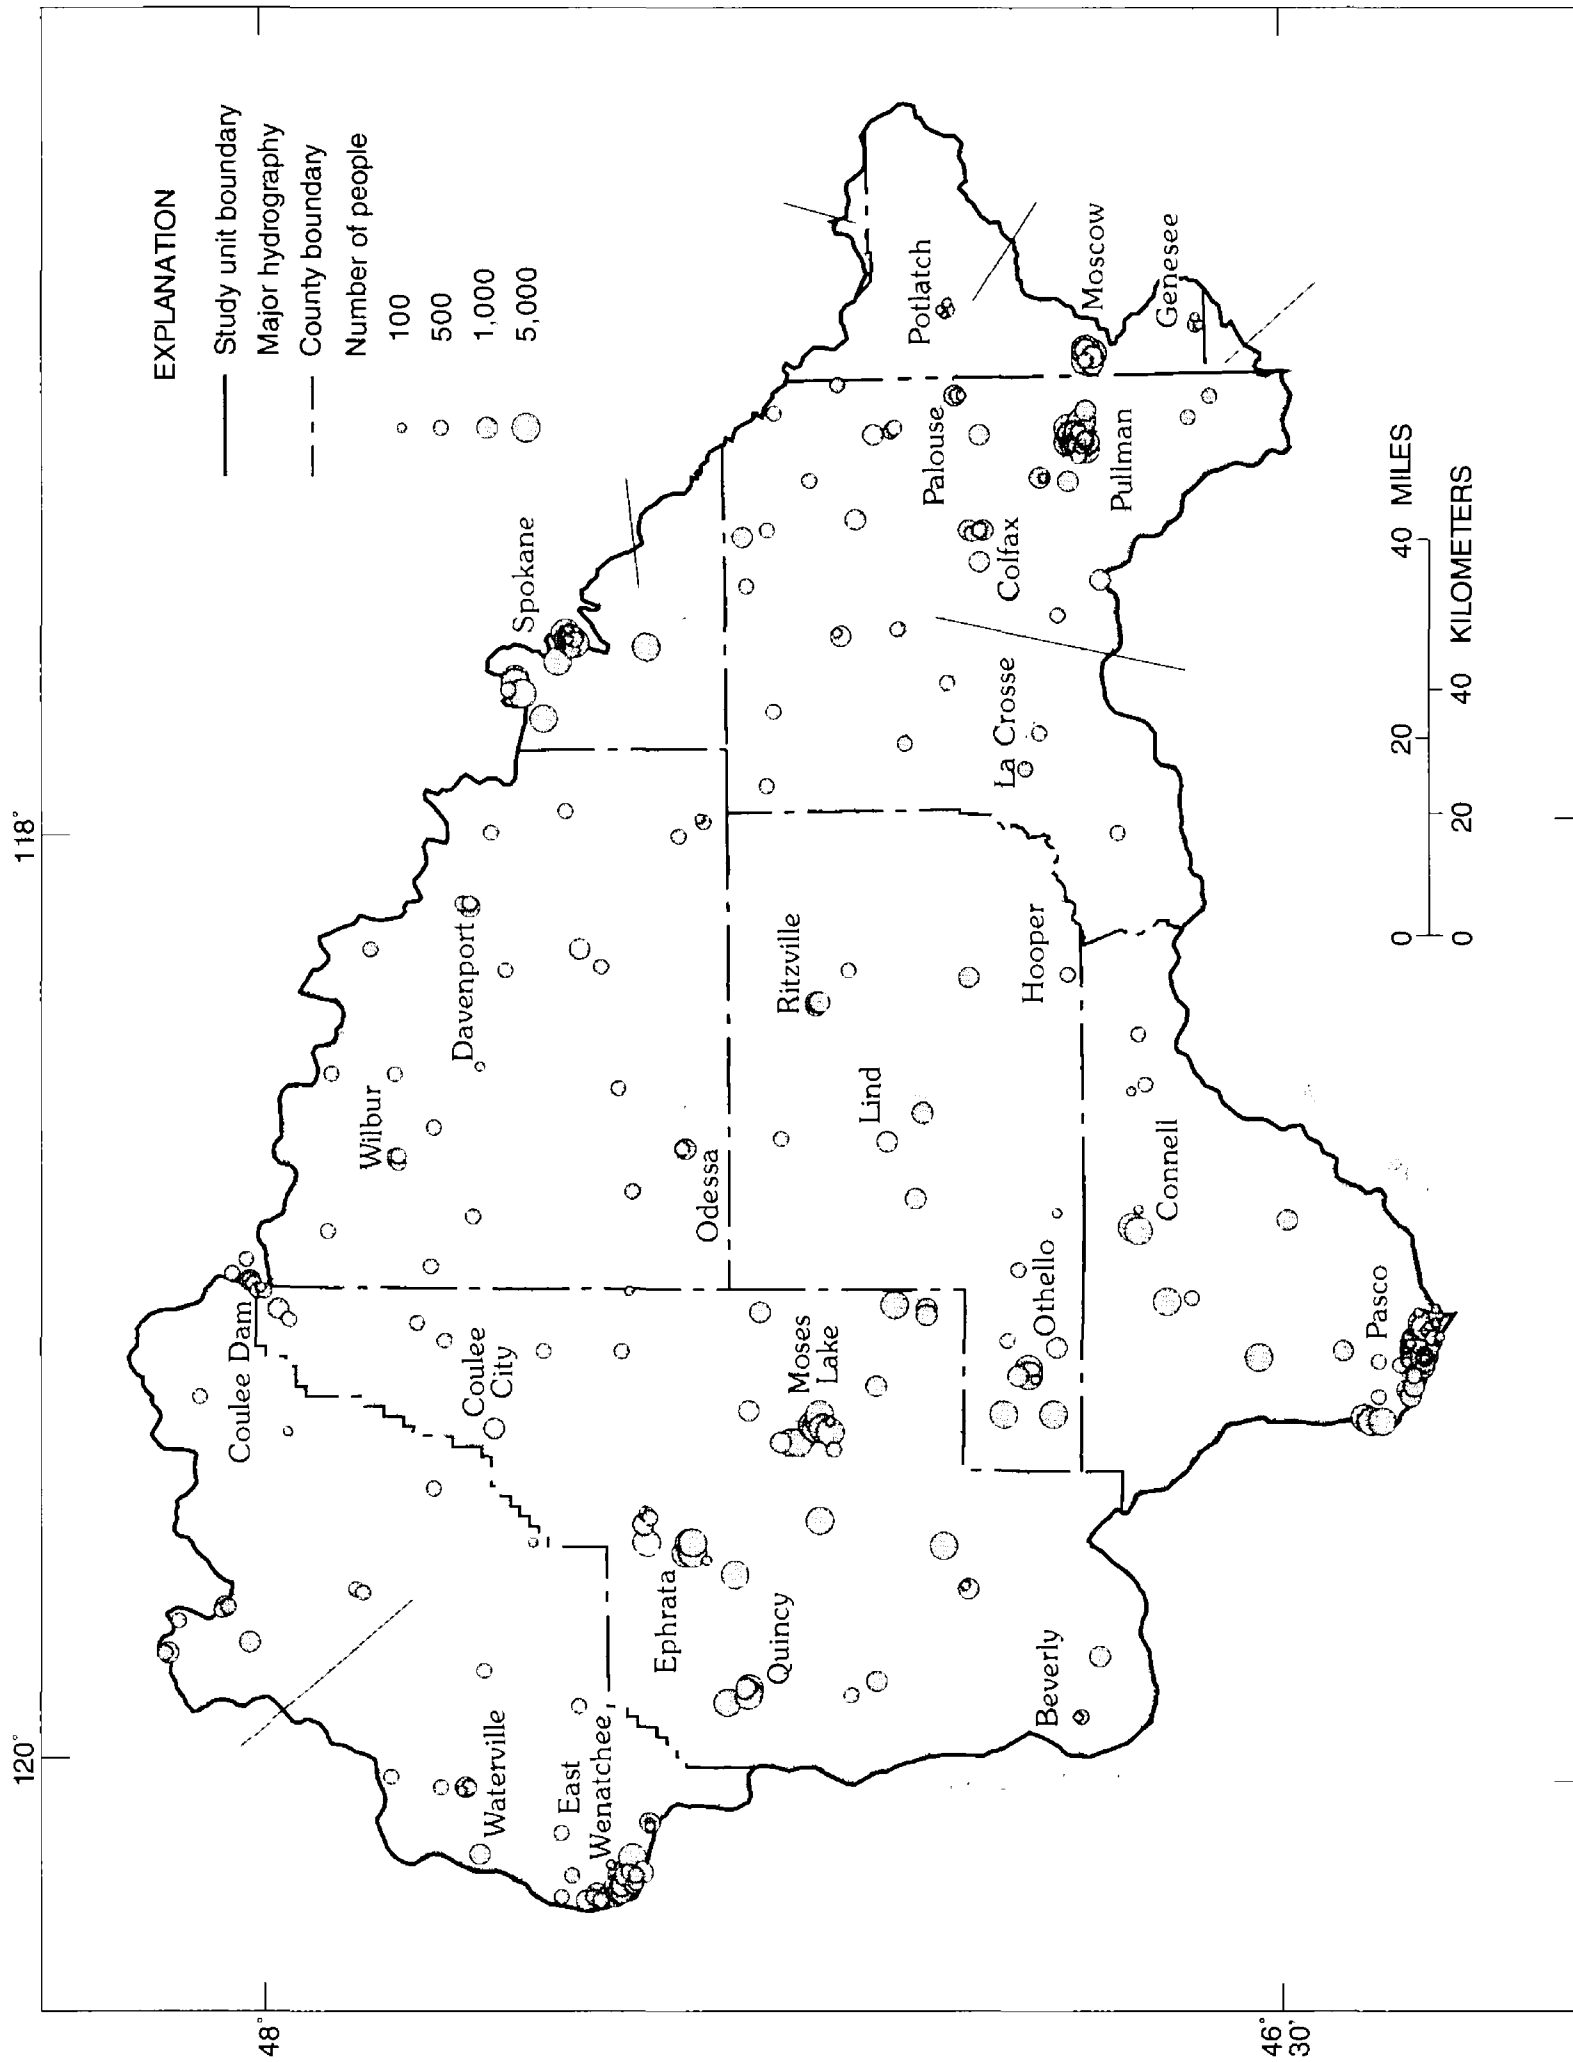 120°
118°
48°
46°
30'
EXPLANATION
Study unit boundary
Major hydrography
County boundary
Number of people
100
500
1,000
5,000
Spokane
Coulee Dam
Wilbur
Davenport
Waterville
Coulee
City
East
Wenatchee
Odessa
Ephrata
Quincy
Moses
Lake
Ritzville
Lind
Potlatch
Palouse
Colfax
La Crosse
Moscow
Pullman
Genesee
Beverly
Othello
Hooper
Connell
Pasco
0 20 40 MILES
0 20 40 KILOMETERS